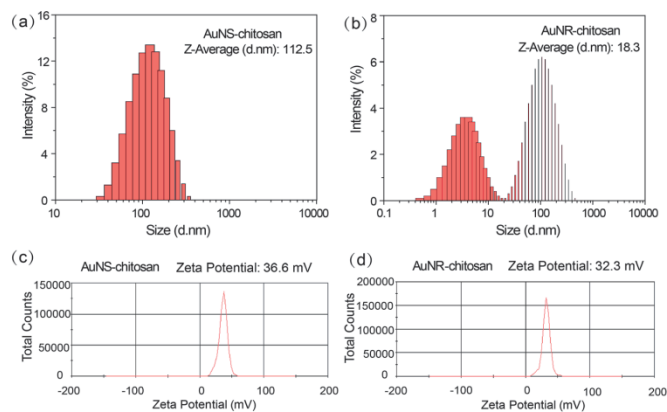 (a)
AuNS-chitosan
Z-Average (d.nm): 112.5
Intensity (%)
16
12
8
4
0
10
100
1000
10000
Size (d.nm)
(b)
AuNR-chitosan
Z-Average (d.nm): 18.3
Intensity (%)
8
6
4
2
0
0.1
1
10
100
1000
10000
Size (d.nm)
(c)
AuNS-chitosan Zeta Potential: 36.6 mV
Total Counts
150000
100000
50000
0
-200
-100
0
100
200
Zeta Potential (mV)
(d)
AuNR-chitosan Zeta Potential: 32.3 mV
Total Counts
200000
150000
100000
50000
0
-200
-100
0
100
200
Zeta Potential (mV)